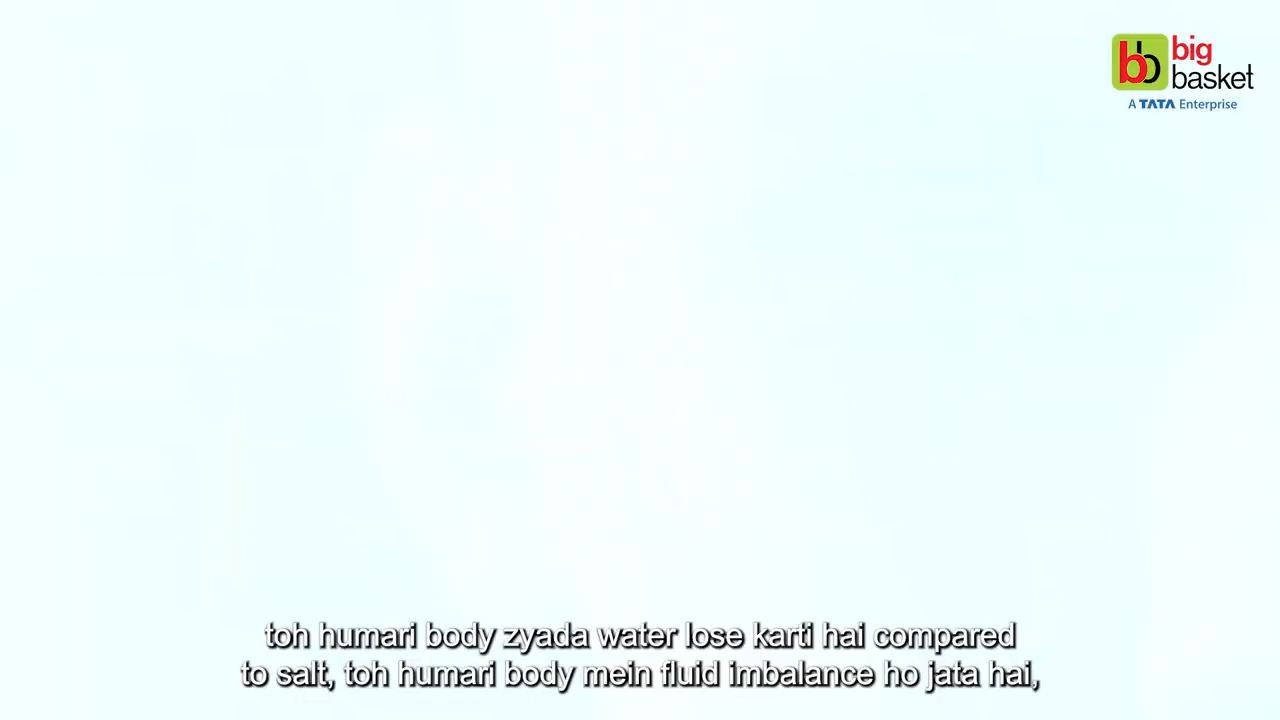 big
basket
A TATA Enterprise
toh humari body zyada water lose karti hai compared
to salt, toh humari body mein fluid imbalance ho jata hai,